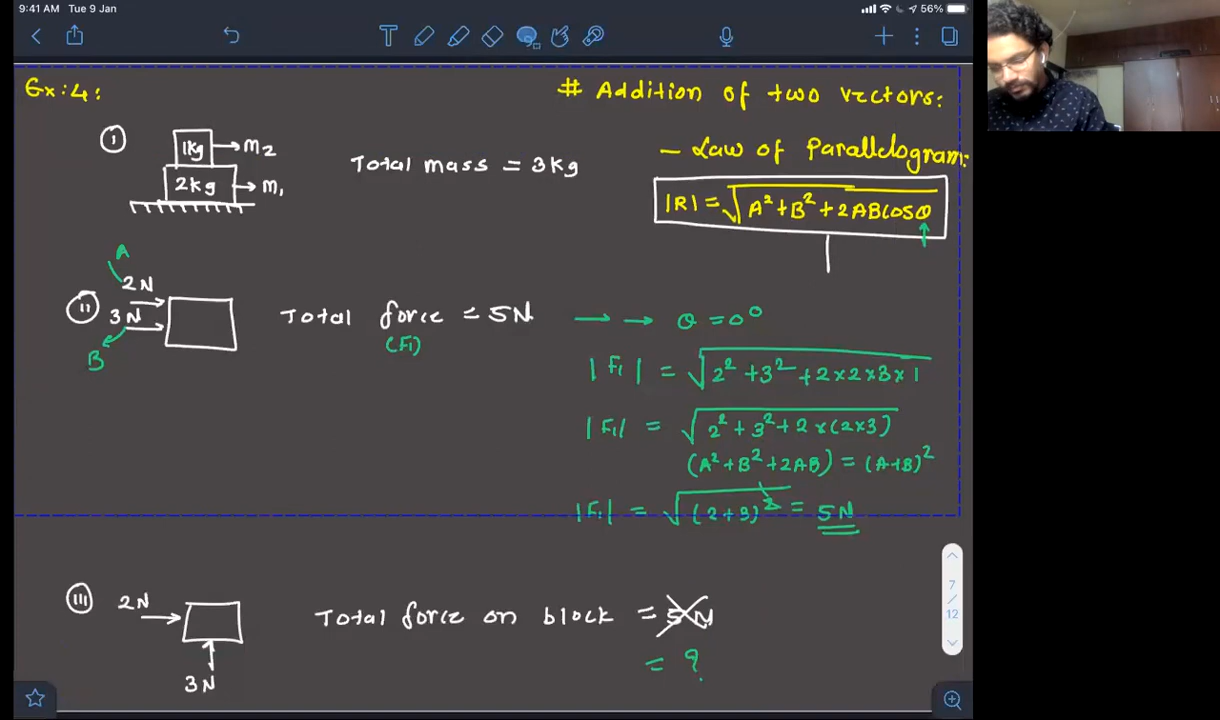 9:41 AM Tue 9 Jan
56%
Ex:4:
# Addition of two vectors:
- Law of Parallelogram:
|R| = √A²+B²+2ABCosθ
i
1kg → m₂
2kg → m₁
Total mass = 3kg
A
ii
2N
3N
B
Total force = 5N
(F₁)
→ → θ = 0°
|F₁| = √2²+3²+2×2×3×1
|F₁| = √2²+3²+2×(2×3)
(A²+B²+2AB) = (A+B)²
|F₁| = √(2+3)² = 5N
iii
2N
3N
Total force on block = 5N
= ?
7
/
12